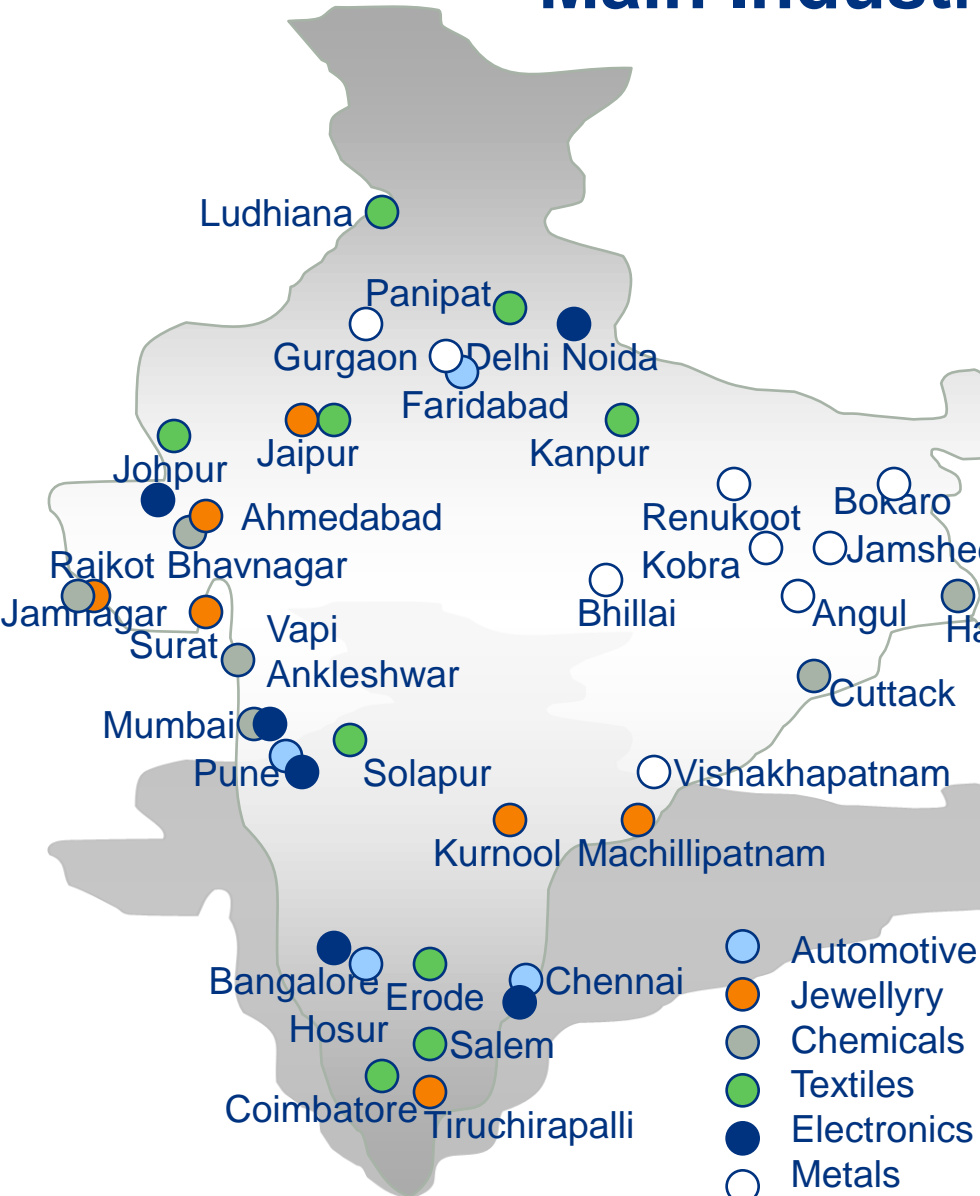 Main
Ludhiana
Panipat
Gurgaon
Delhi Noida
Faridabad
Jaipur
Kanpur
Johpur
Ahmedabad
Renukoot
Bokaro
Rajkot Bhavnagar
Kobra
Jamnagar
Bhillai
Angul
Surat
Vapi
Ankleshwar
Cuttack
Mumbai
Pune
Solapur
Vishakhapatnam
Kurnool
Machillipatnam
Bangalore
Erode
Chennai
Hosur
Salem
Coimbatore
Tiruchirapalli
Automotive
Jewellyry
Chemicals
Textiles
Electronics
Metals